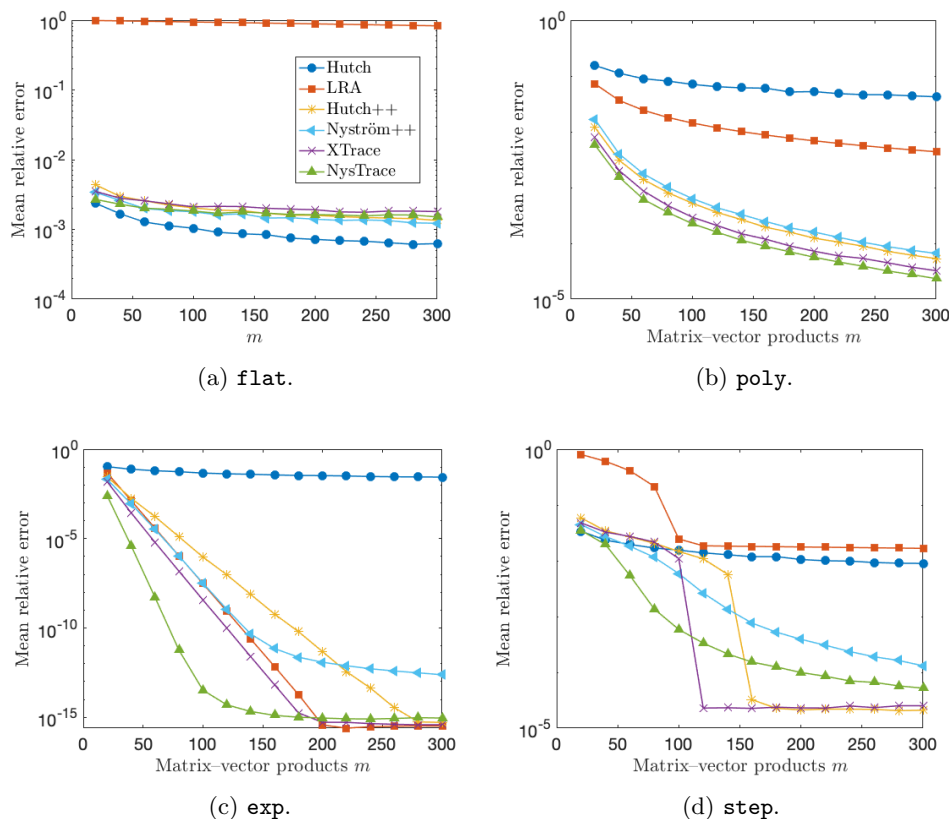 10^0
10^-1
10^-2
10^-3
10^-4
Mean relative error
Hutch
LRA
Hutch++
Nyström++
XTrace
NysTrace
0 50 100 150 200 250 300
m
(a) flat.
10^0
10^-5
Mean relative error
0 50 100 150 200 250 300
Matrix–vector products m
(b) poly.
10^0
10^-5
10^-10
10^-15
Mean relative error
0 50 100 150 200 250 300
Matrix–vector products m
(c) exp.
10^0
10^-5
Mean relative error
0 50 100 150 200 250 300
Matrix–vector products m
(d) step.